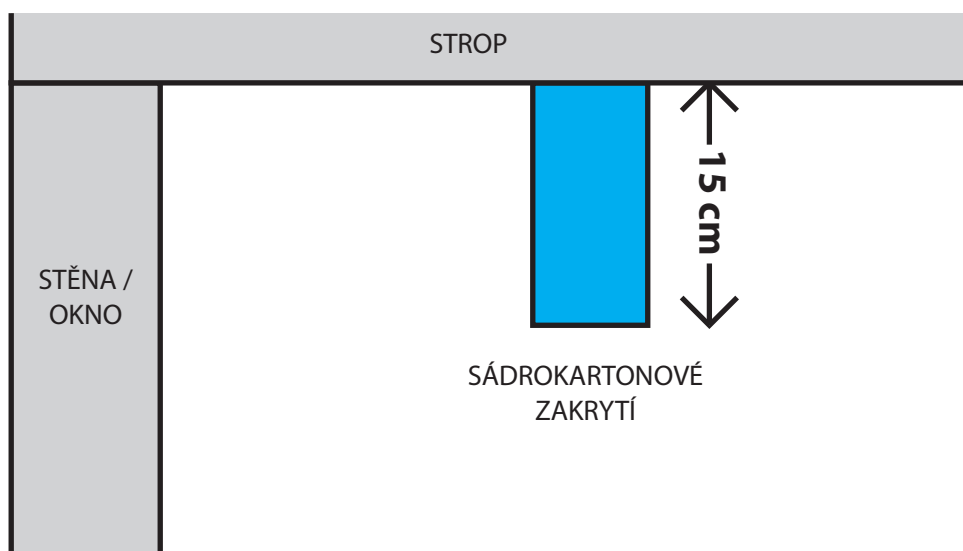 STROP
15 cm
STĚNA /
OKNO
SÁDROKARTONOVÉ
ZAKRYTÍ